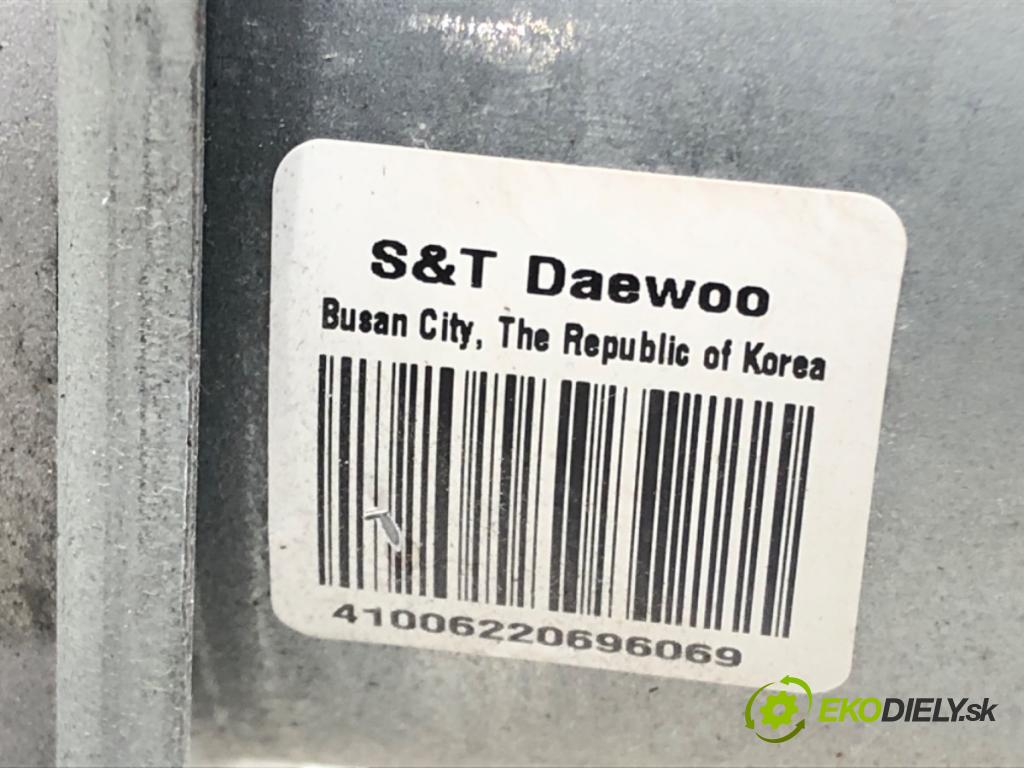 S&T Daewoo
Busan City, The Republic of Korea
41006220696069
EKODIELY.sk